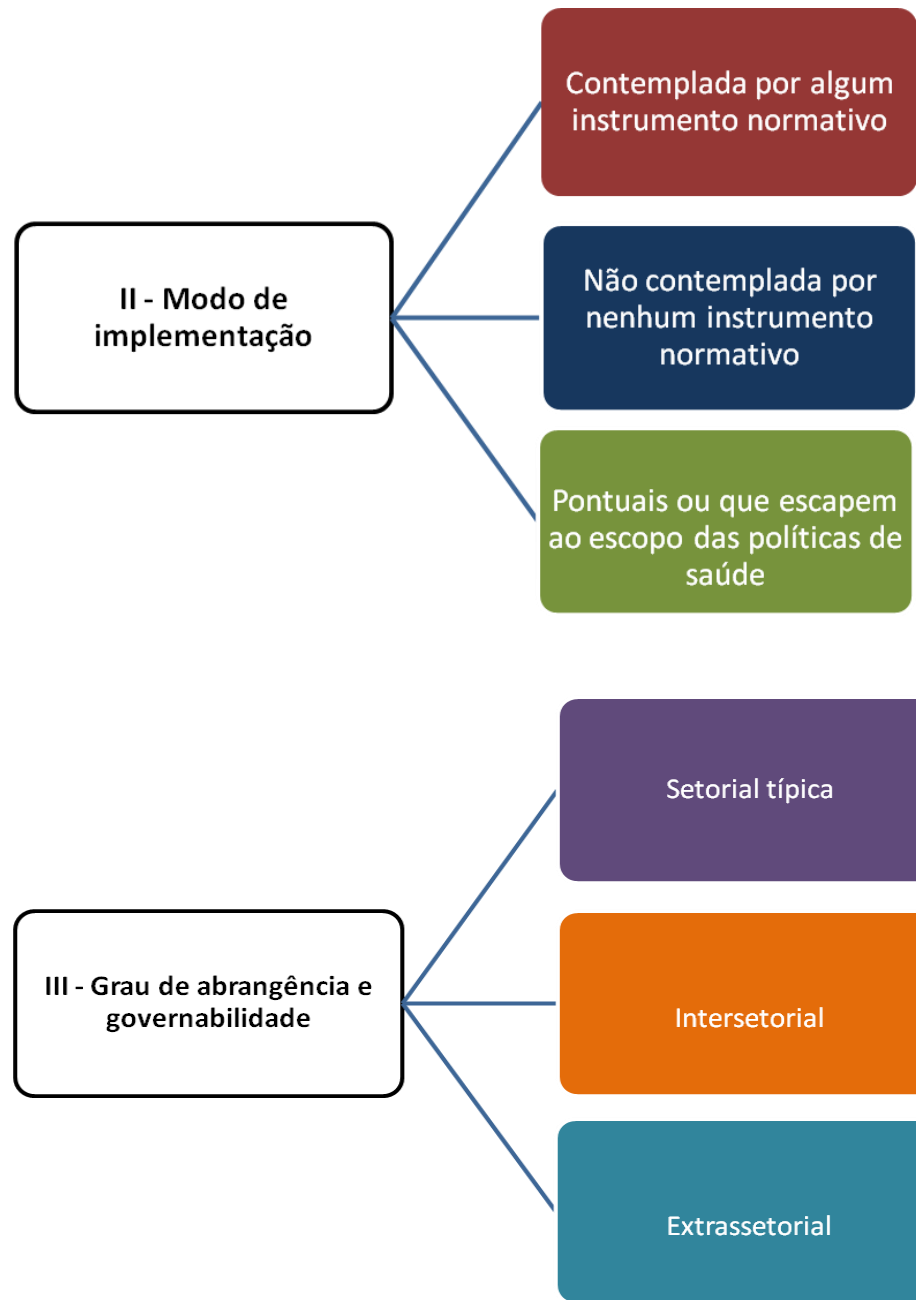 Contemplada por algum
instrumento normativo
II - Modo de
implementação
Não contemplada por
nenhum instrumento
normativo
Pontuais ou que escapem
ao escopo das políticas de
saúde
Setorial típica
III - Grau de abrangência e
governabilidade
Intersetorial
Extrassetorial